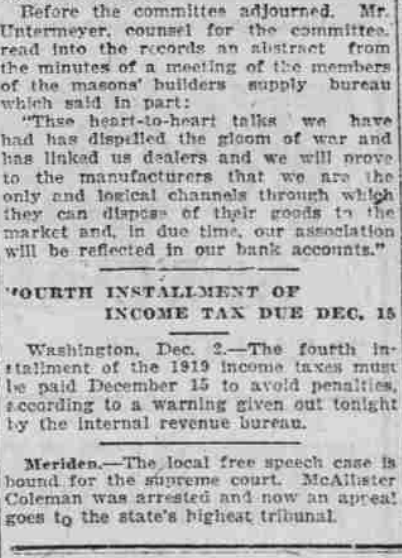 Before the committee adjourned, Mr.
Untermeyer, counsel for the committee,
read into the records an abstract from
the minutes of a meeting of the members
of the masons' builders supply bureau
which said in part:
"Thse heart-to-heart talks we have
had has dispelled the gloom of war and
has linked us dealers and we will prove
to the manufacturers that we are the
only and logical channels through which
they can dispose of their goods to the
market and, in due time, our association
will be reflected in our bank accounts."
FOURTH INSTALLMENT OF
INCOME TAX DUE DEC. 15
Washington, Dec. 2.—The fourth in-
stallment of the 1919 income taxes must
be paid December 15 to avoid penalties,
according to a warning given out tonight
by the internal revenue bureau.
Meriden.—The local free speech case is
bound for the supreme court. McAllister
Coleman was arrested and now an appeal
goes to the state's highest tribunal.